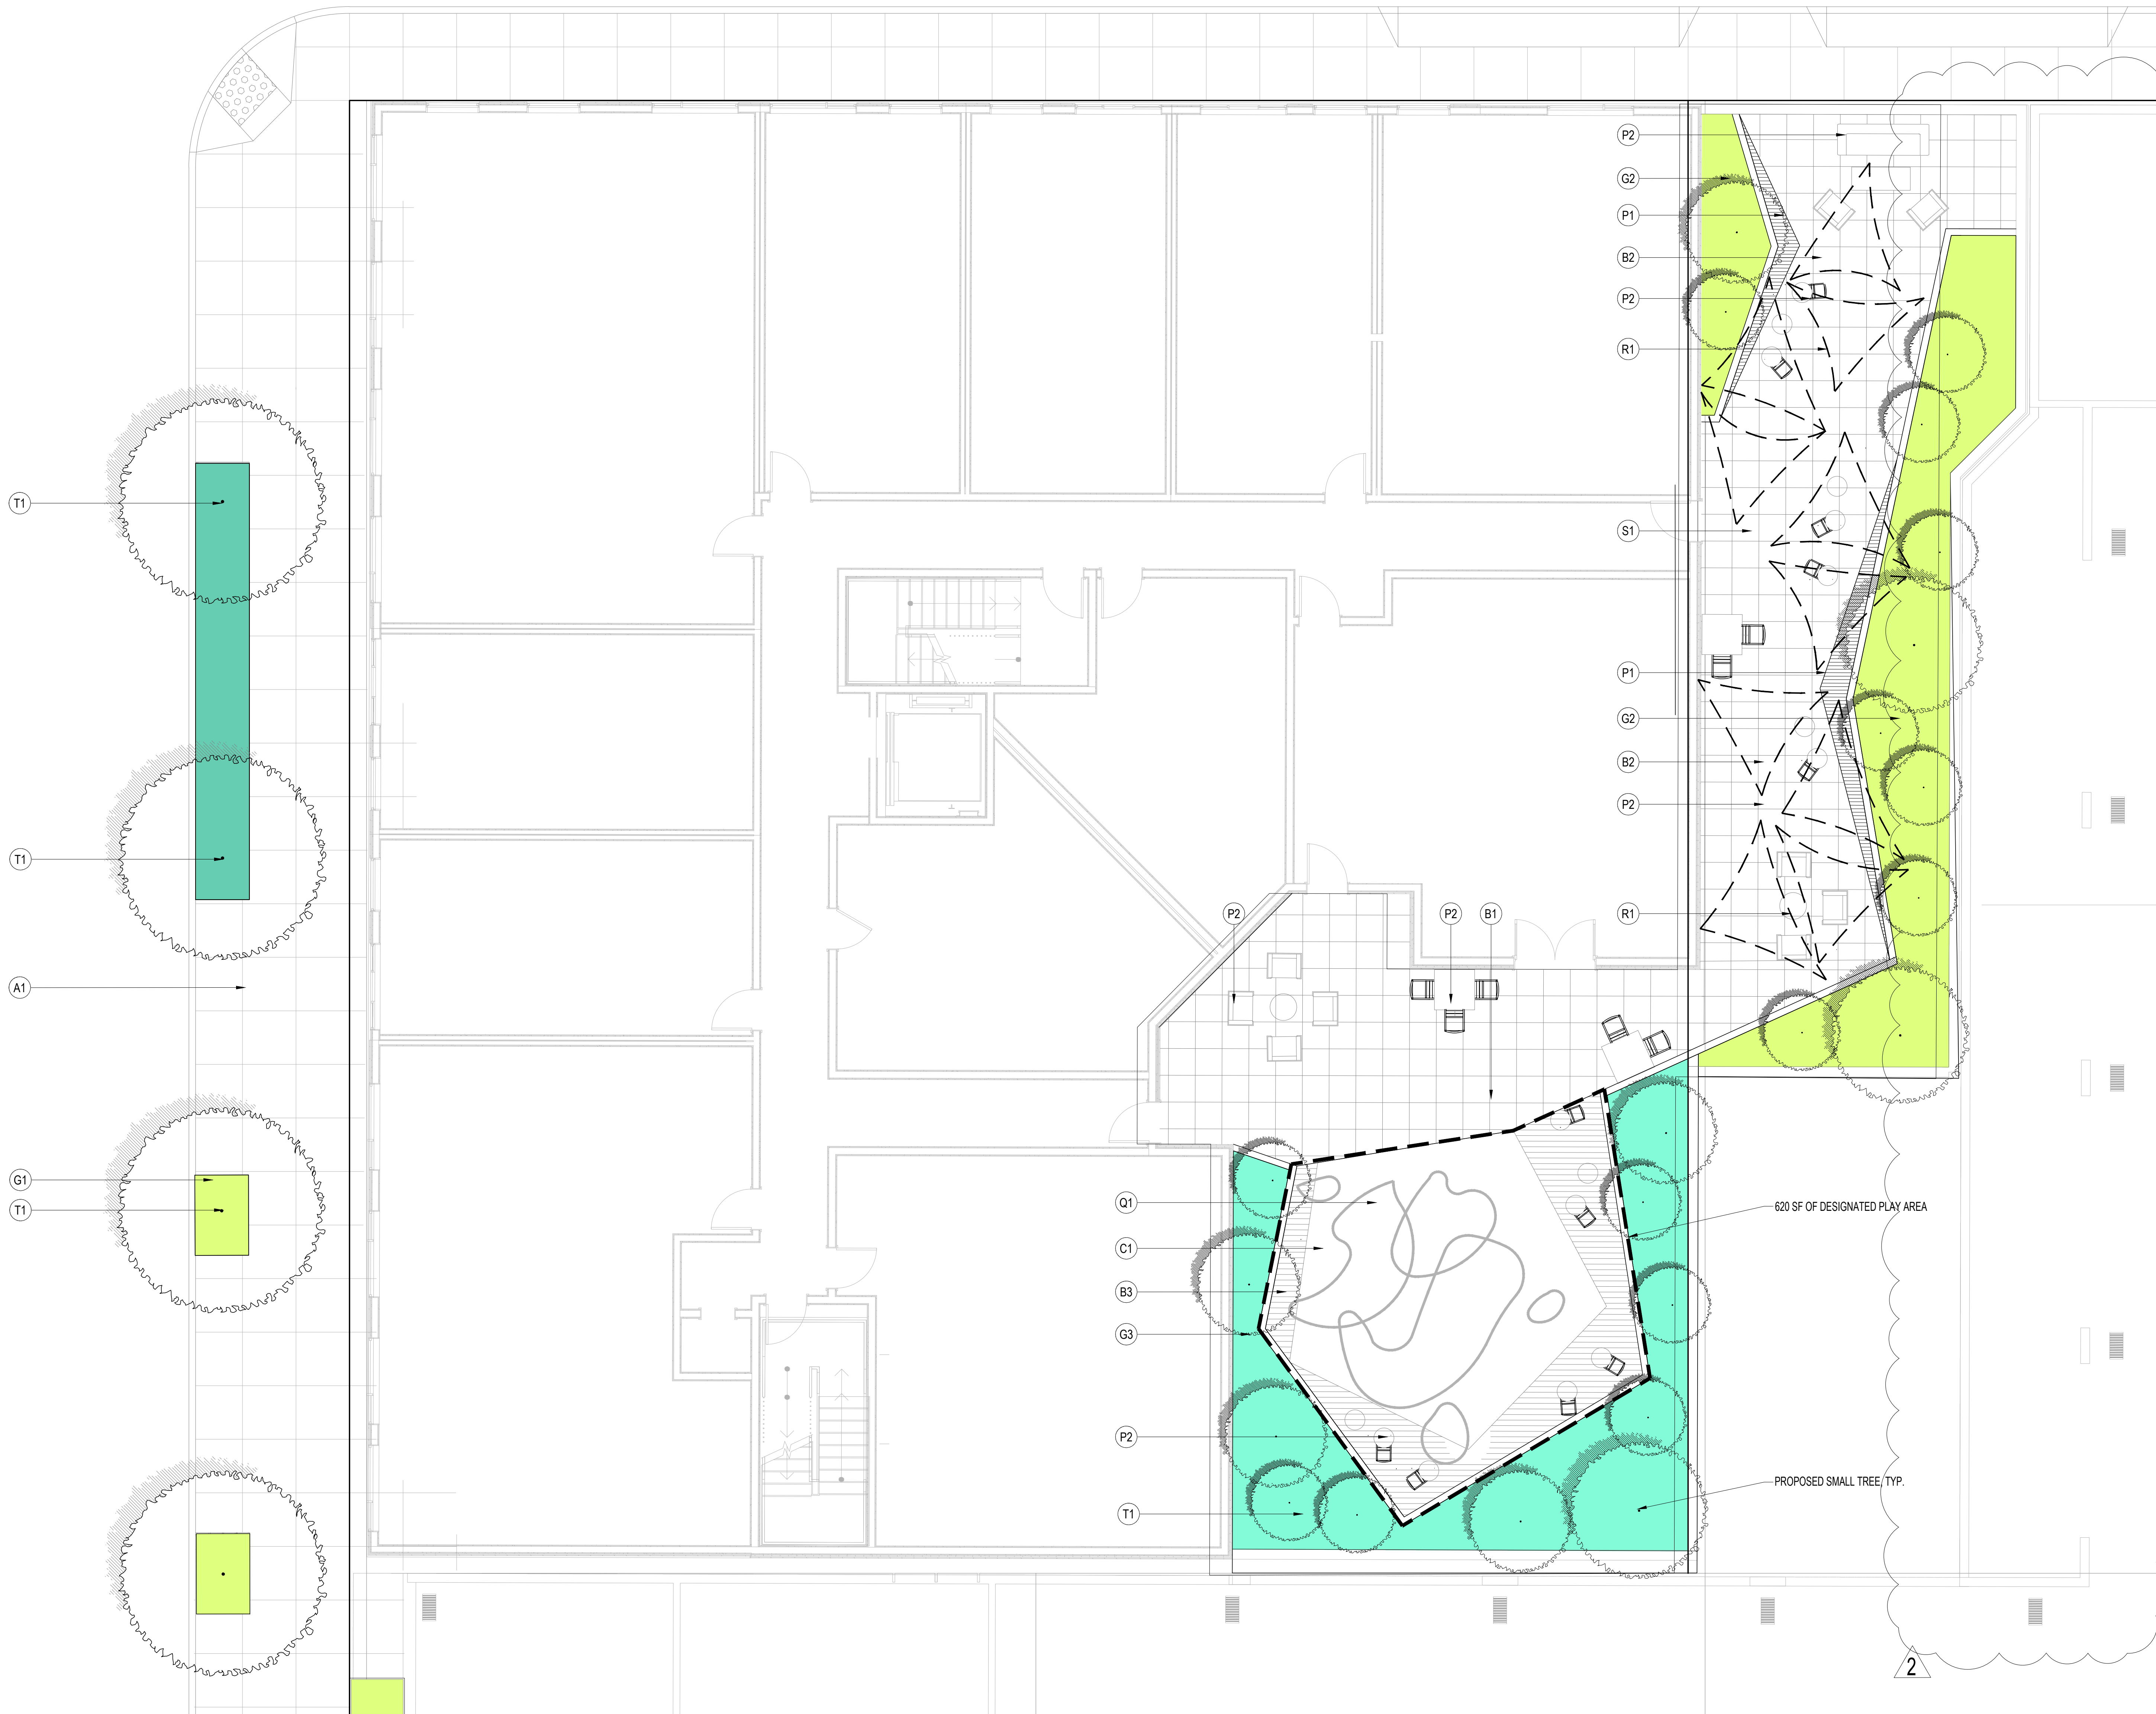 P2
G2
P1
B2
P2
R1
T1
S1
P1
G2
B2
P2
T1
P2
P2
B1
R1
A1
G1
T1
Q1
620 SF OF DESIGNATED PLAY AREA
C1
B3
G3
P2
PROPOSED SMALL TREE, TYP.
T1
2